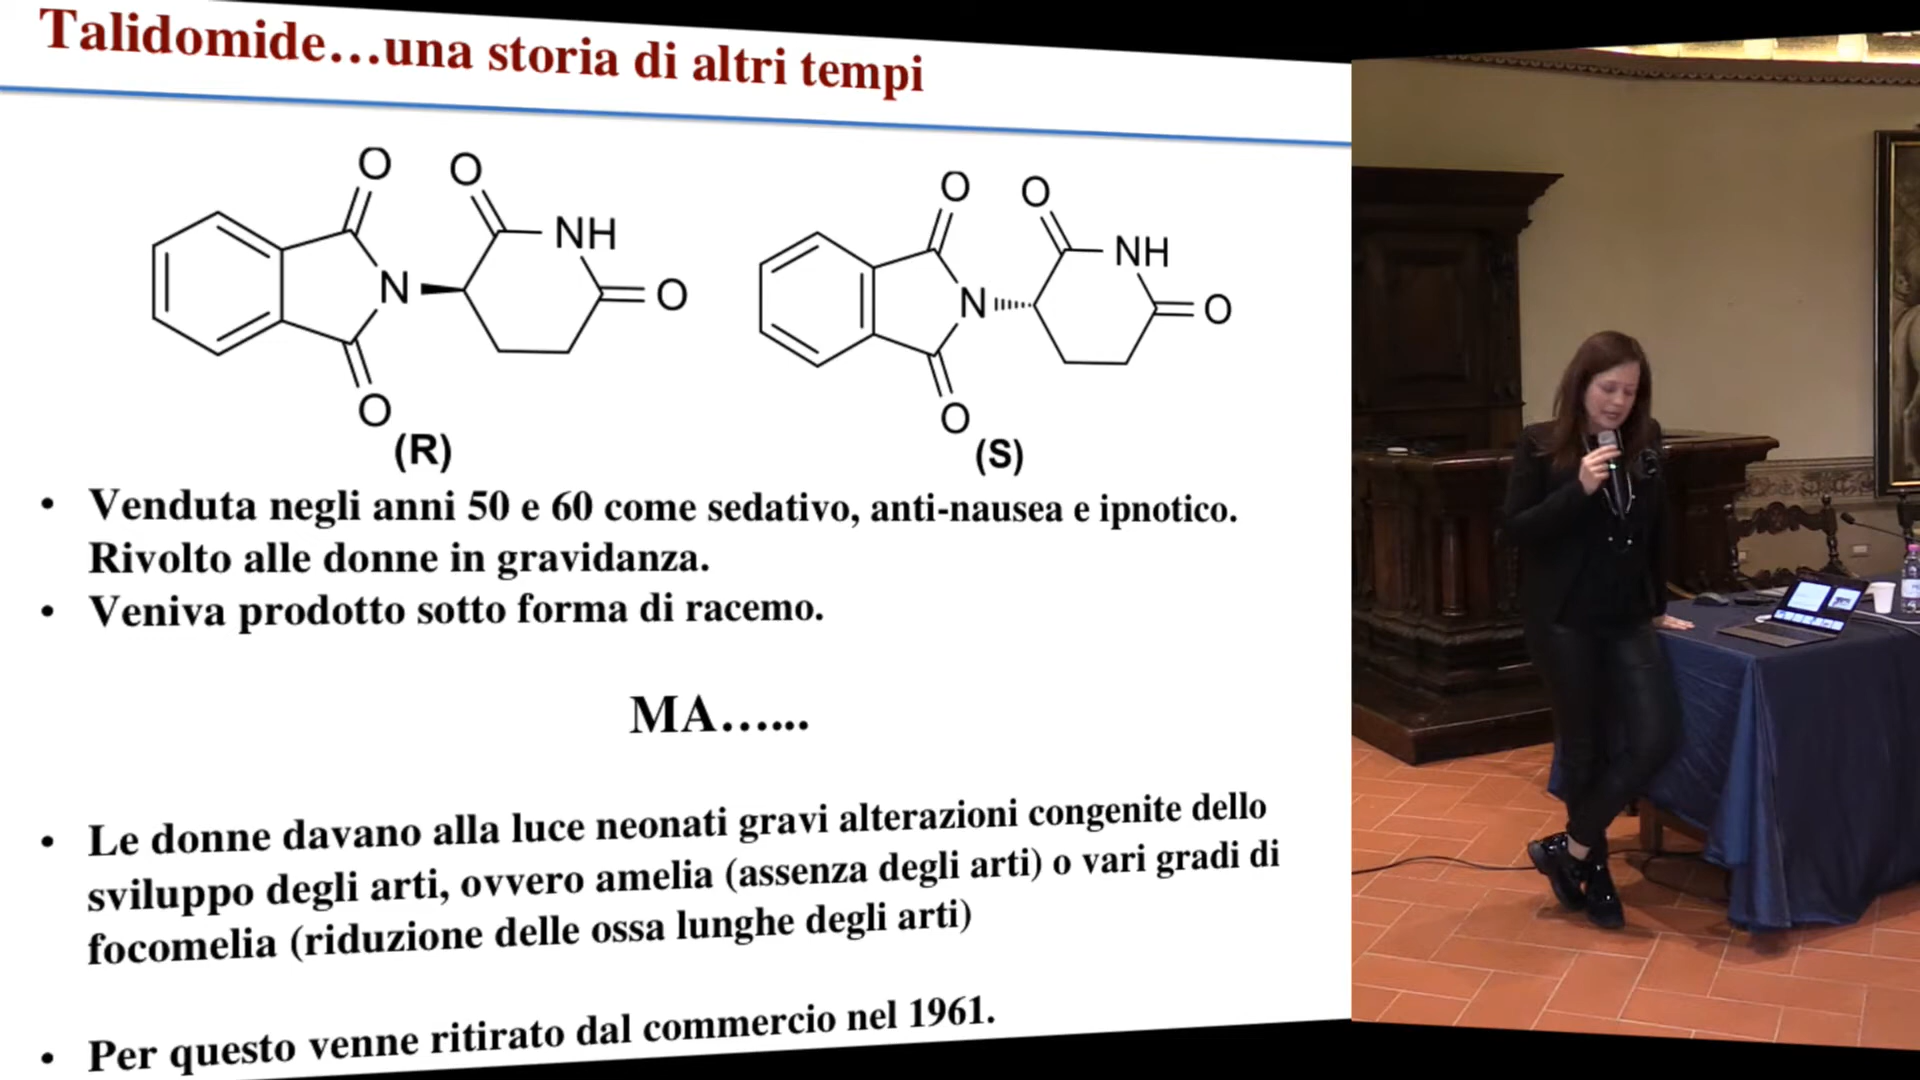 Talidomide...una storia di altri tempi
O O O O
NH NH
N O N O
O O
(R) (S)
• Venduta negli anni 50 e 60 come sedativo, anti-nausea e ipnotico.
Rivolto alle donne in gravidanza.
• Veniva prodotto sotto forma di racemo.
MA…...
• Le donne davano alla luce neonati gravi alterazioni congenite dello
sviluppo degli arti, ovvero amelia (assenza degli arti) o vari gradi di
focomelia (riduzione delle ossa lunghe degli arti)
• Per questo venne ritirato dal commercio nel 1961.